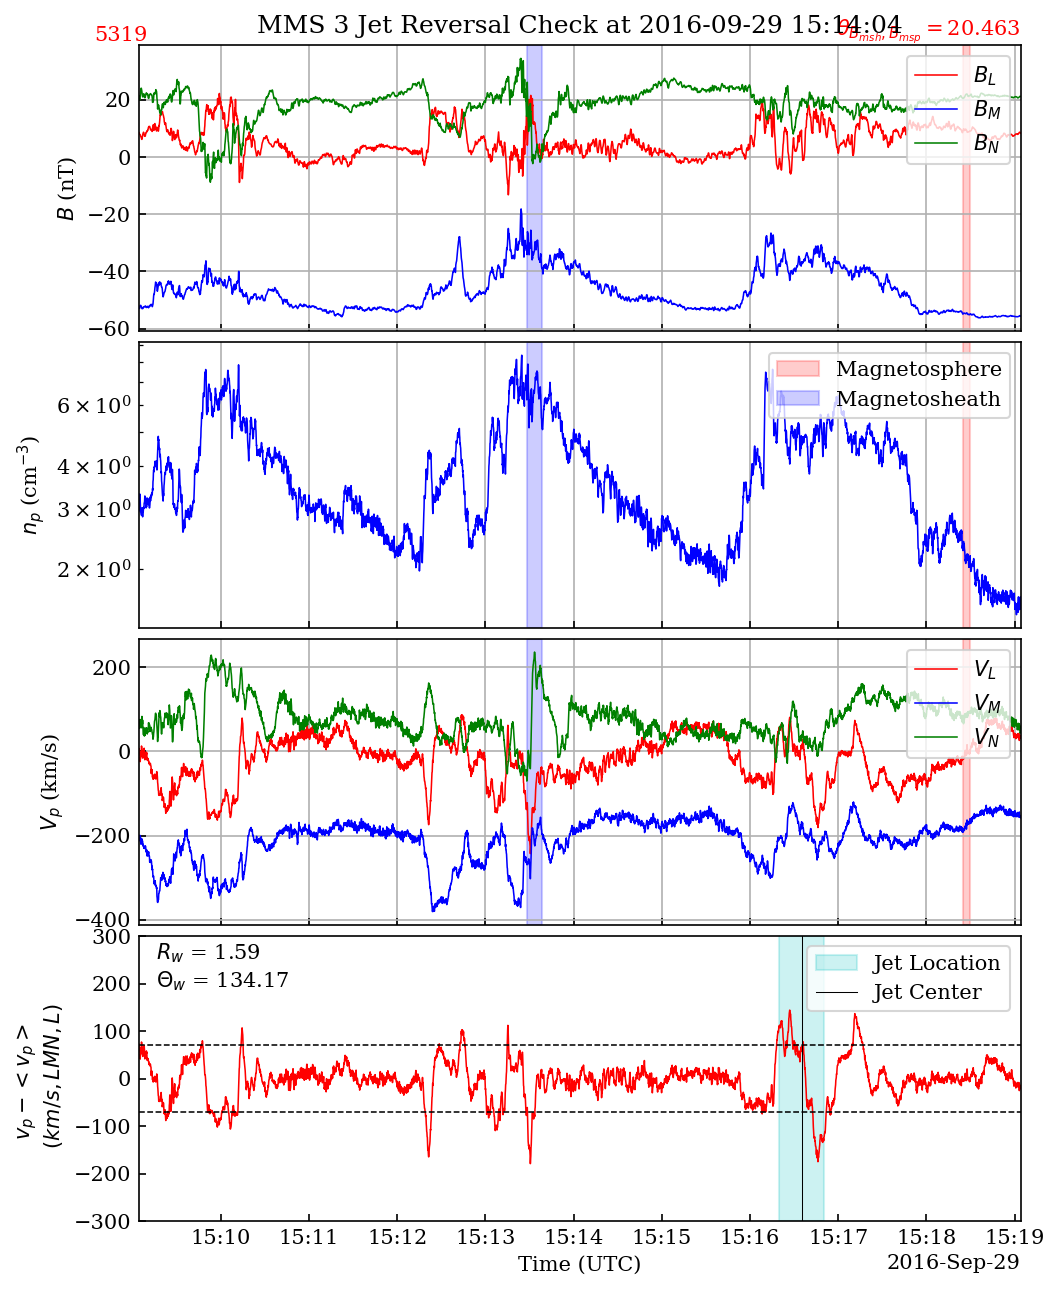 MMS 3 Jet Reversal Check at 2016-09-29 15:14:04
5319
θ_{B_{msh}, B_{msp}} = 20.463
B (nT)
20
0
−20
−40
−60
B_L
B_M
B_N
n_p (cm^{−3})
6 × 10^0
4 × 10^0
3 × 10^0
2 × 10^0
Magnetosphere
Magnetosheath
V_p (km/s)
200
0
−200
−400
V_L
V_M
V_N
v_p − < v_p >
(km/s, LMN, L)
300
200
100
0
−100
−200
−300
R_w = 1.59
Θ_w = 134.17
Jet Location
Jet Center
15:10 15:11 15:12 15:13 15:14 15:15 15:16 15:17 15:18 15:19
Time (UTC)
2016-Sep-29